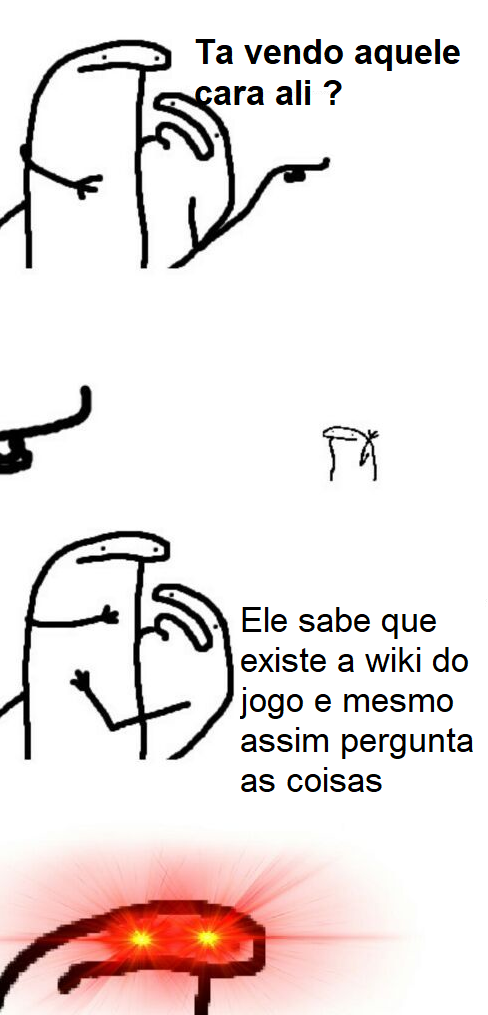 Ta vendo aquele
cara ali ?
Ele sabe que
existe a wiki do
jogo e mesmo
assim pergunta
as coisas